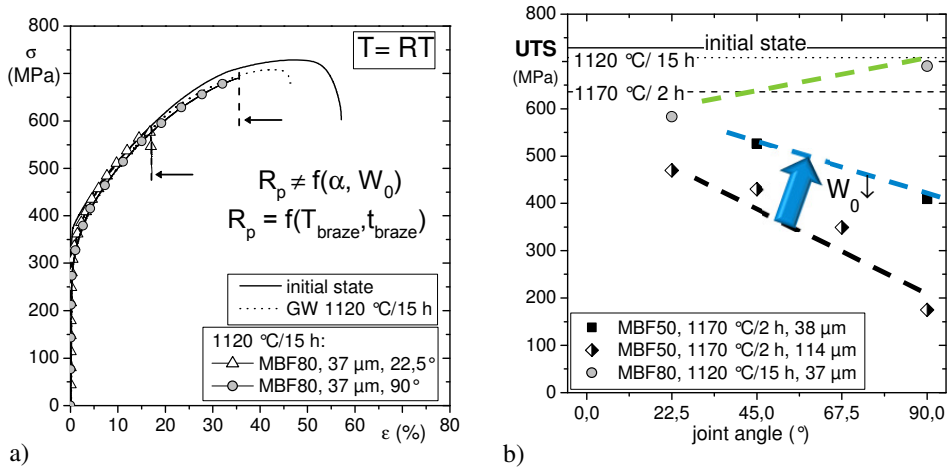 800
700
600
500
400
300
200
100
0
σ
(MPa)
T= RT
R_p ≠ f(α, W_0)
R_p = f(T_braze,t_braze)
initial state
GW 1120 °C/15 h
1120 °C/15 h:
MBF80, 37 µm, 22,5°
MBF80, 37 µm, 90°
0 10 20 30 40 50 60 70 80
ε (%)
a)
800
UTS
(MPa)
600
500
400
300
200
100
0
initial state
1120 °C/ 15 h
1170 °C/ 2 h
W_0↓
MBF50, 1170 °C/2 h, 38 µm
MBF50, 1170 °C/2 h, 114 µm
MBF80, 1120 °C/15 h, 37 µm
0,0 22,5 45,0 67,5 90,0
joint angle (°)
b)